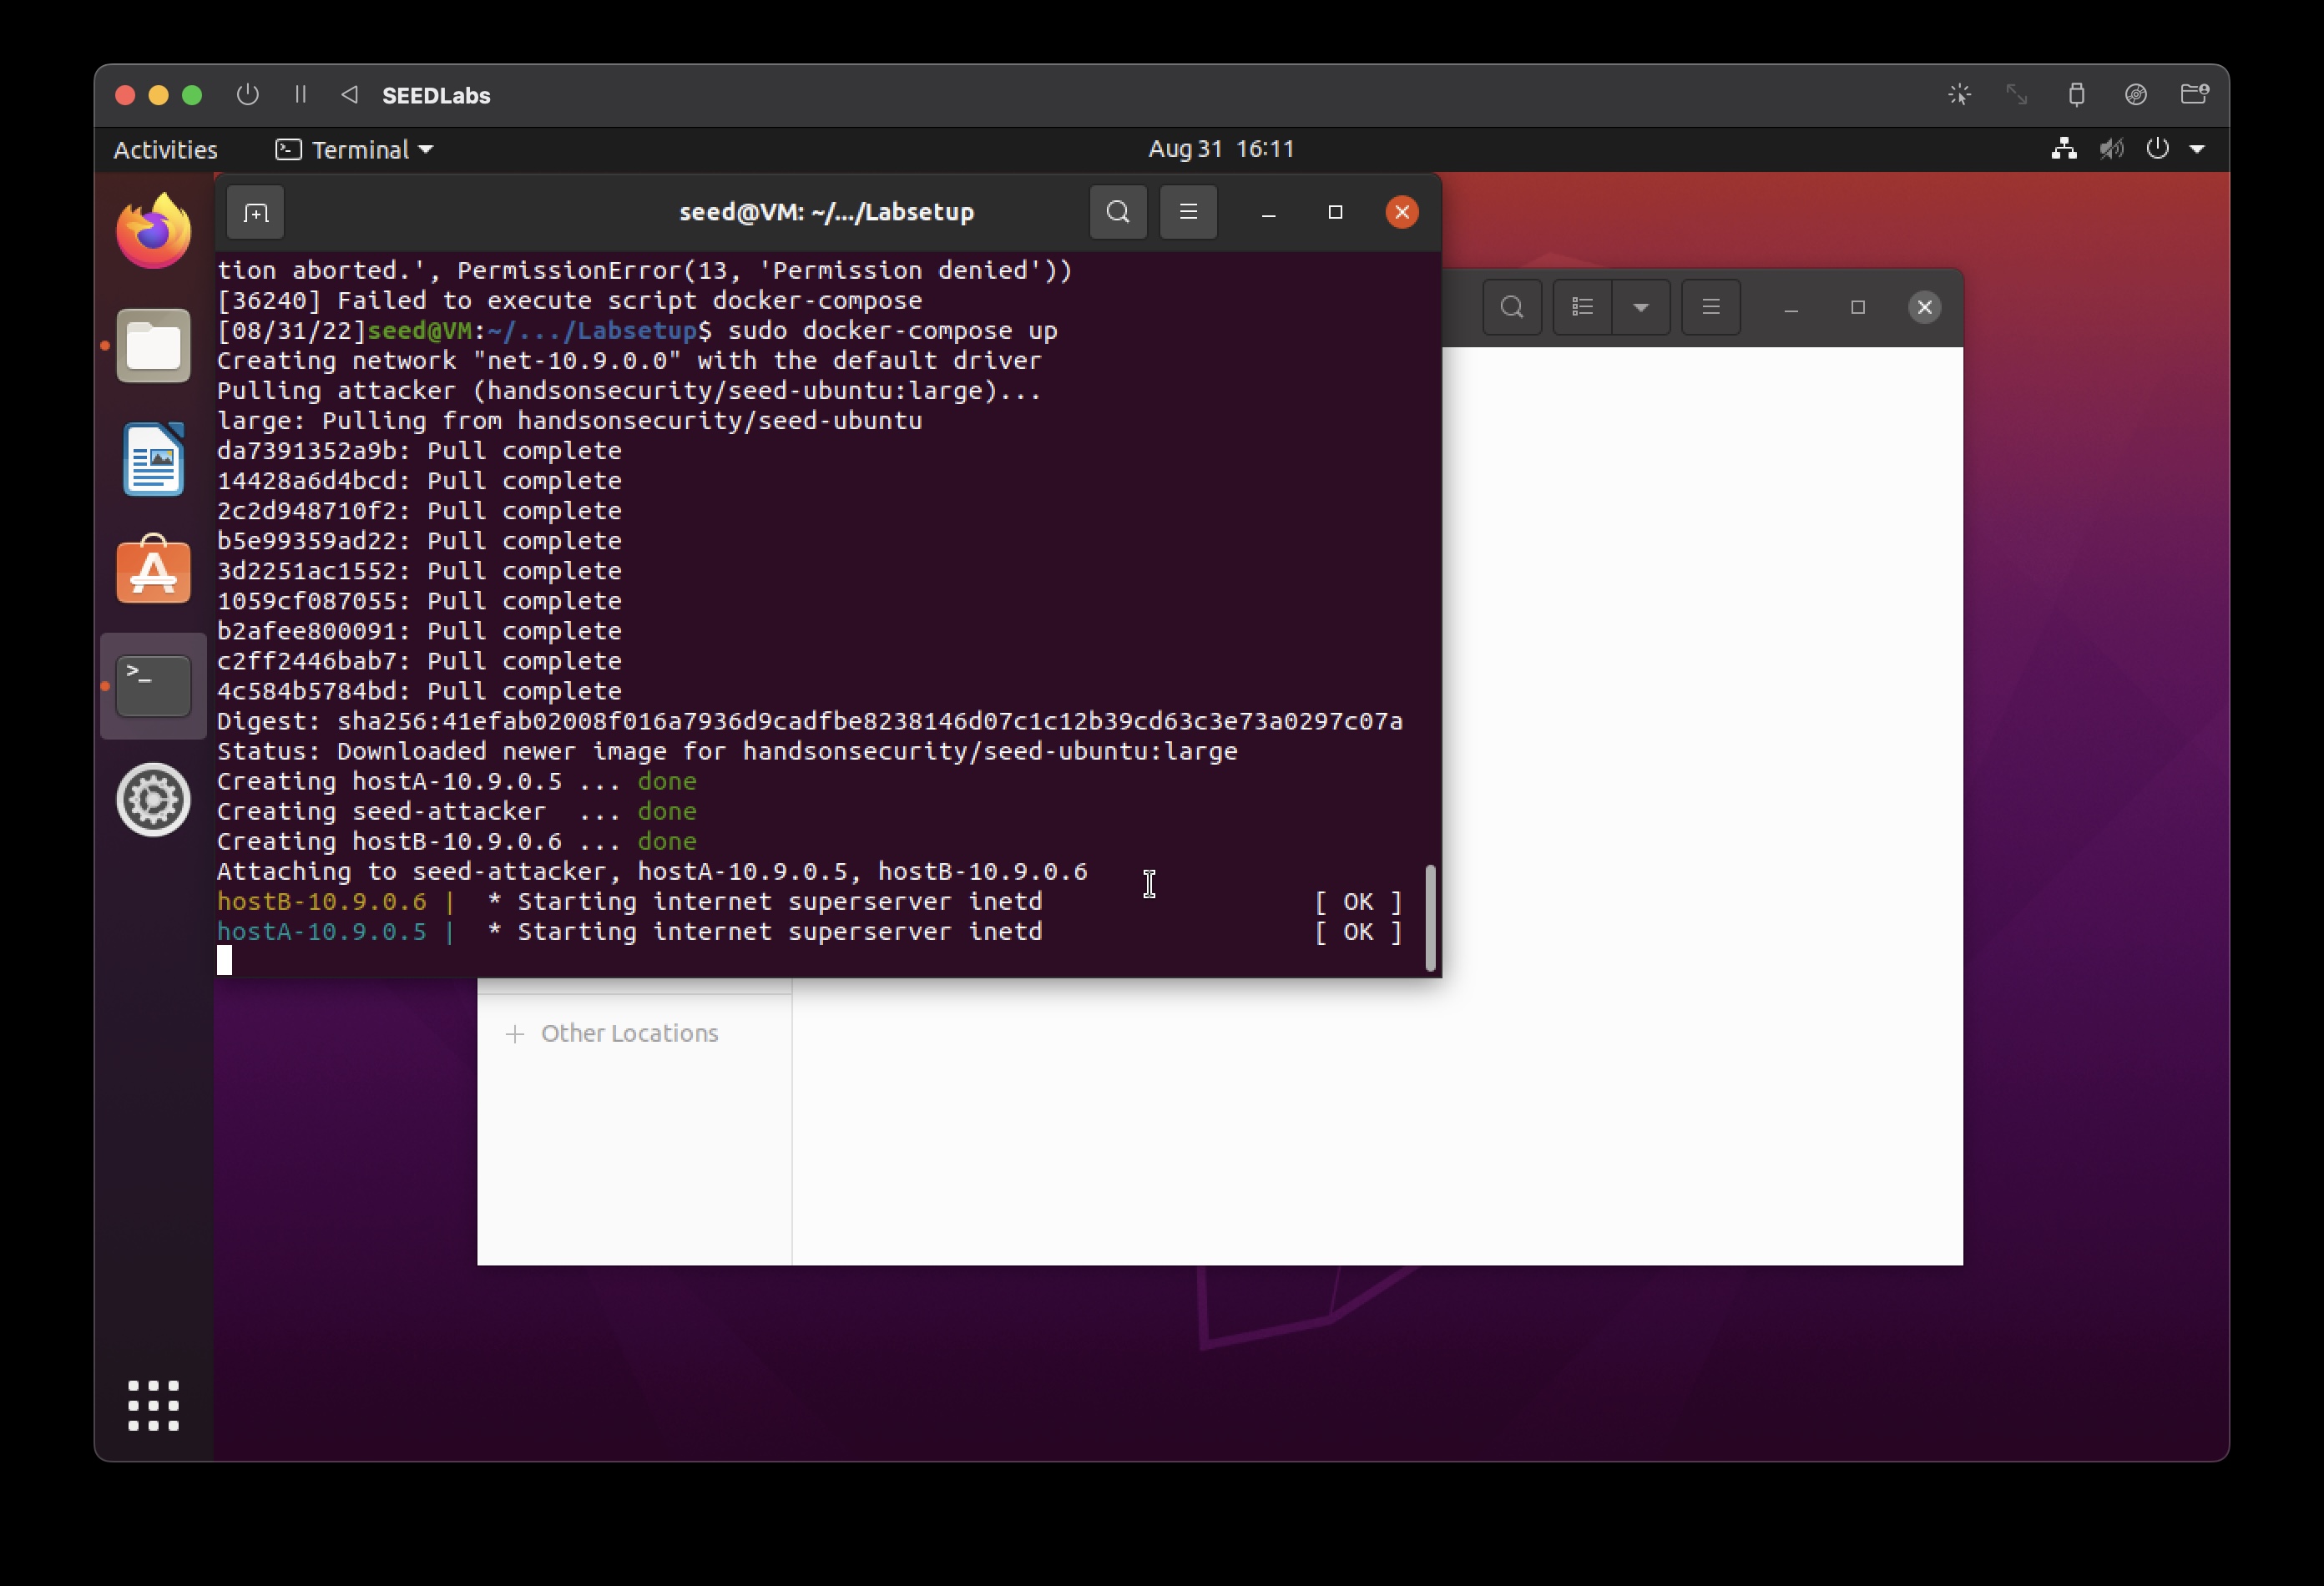 SEEDLabs
Activities
Terminal
Aug 31 16:11
seed@VM: ~/.../Labsetup
tion aborted.', PermissionError(13, 'Permission denied'))
[36240] Failed to execute script docker-compose
[08/31/22]seed@VM:~/.../Labsetup$ sudo docker-compose up
Creating network "net-10.9.0.0" with the default driver
Pulling attacker (handsonsecurity/seed-ubuntu:large)...
large: Pulling from handsonsecurity/seed-ubuntu
da7391352a9b: Pull complete
14428a6d4bcd: Pull complete
2c2d948710f2: Pull complete
b5e99359ad22: Pull complete
3d2251ac1552: Pull complete
1059cf087055: Pull complete
b2afee800091: Pull complete
c2ff2446bab7: Pull complete
4c584b5784bd: Pull complete
Digest: sha256:41efab02008f016a7936d9cadfbe8238146d07c1c12b39cd63c3e73a0297c07a
Status: Downloaded newer image for handsonsecurity/seed-ubuntu:large
Creating hostA-10.9.0.5 ... done
Creating seed-attacker  ... done
Creating hostB-10.9.0.6 ... done
Attaching to seed-attacker, hostA-10.9.0.5, hostB-10.9.0.6
hostB-10.9.0.6 |  * Starting internet superserver inetd [ OK ]
hostA-10.9.0.5 |  * Starting internet superserver inetd [ OK ]
Other Locations